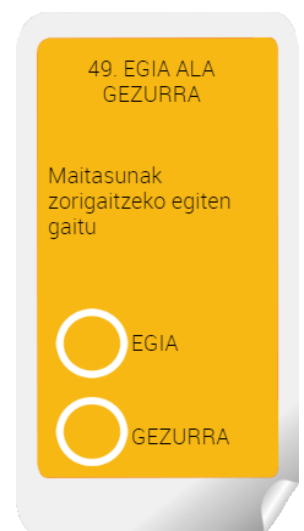 49. EGIA ALA
GEZURRA
Maitasunak
zorigaitzeko egiten
gaitu
EGIA
GEZURRA